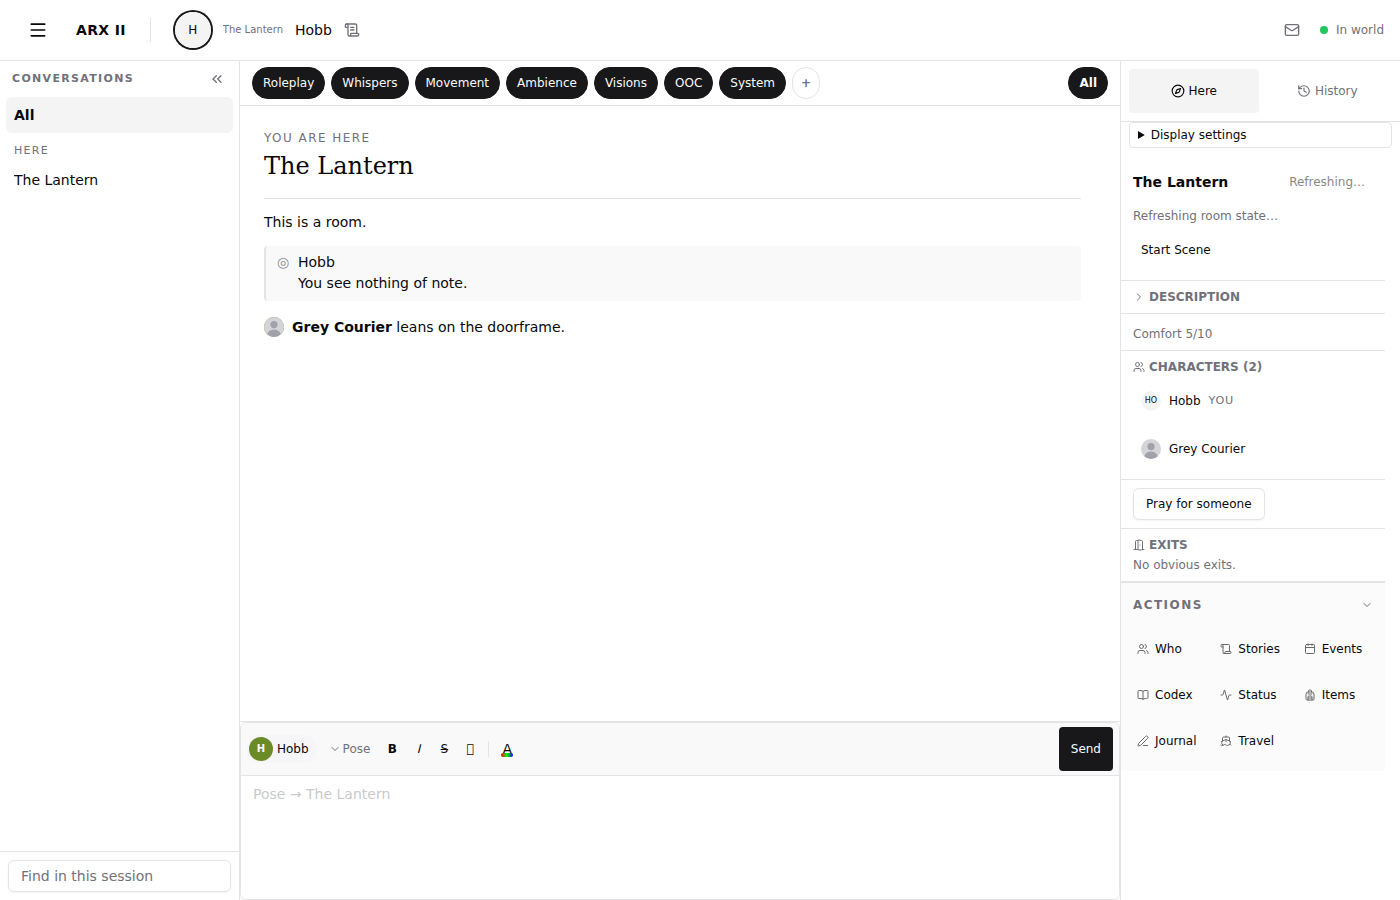 ARX II
H
The Lantern
Hobb
In world
CONVERSATIONS
All
HERE
The Lantern
Find in this session
Roleplay
Whispers
Movement
Ambience
Visions
OOC
System
+
All
YOU ARE HERE
The Lantern
This is a room.
◎ Hobb
You see nothing of note.
Grey Courier leans on the doorframe.
H
Hobb
Pose
B
I
S
A
Send
Pose → The Lantern
Here
History
Display settings
The Lantern
Refreshing…
Refreshing room state…
Start Scene
DESCRIPTION
Comfort 5/10
CHARACTERS (2)
HO
Hobb YOU
Grey Courier
Pray for someone
EXITS
No obvious exits.
ACTIONS
Who
Stories
Events
Codex
Status
Items
Journal
Travel